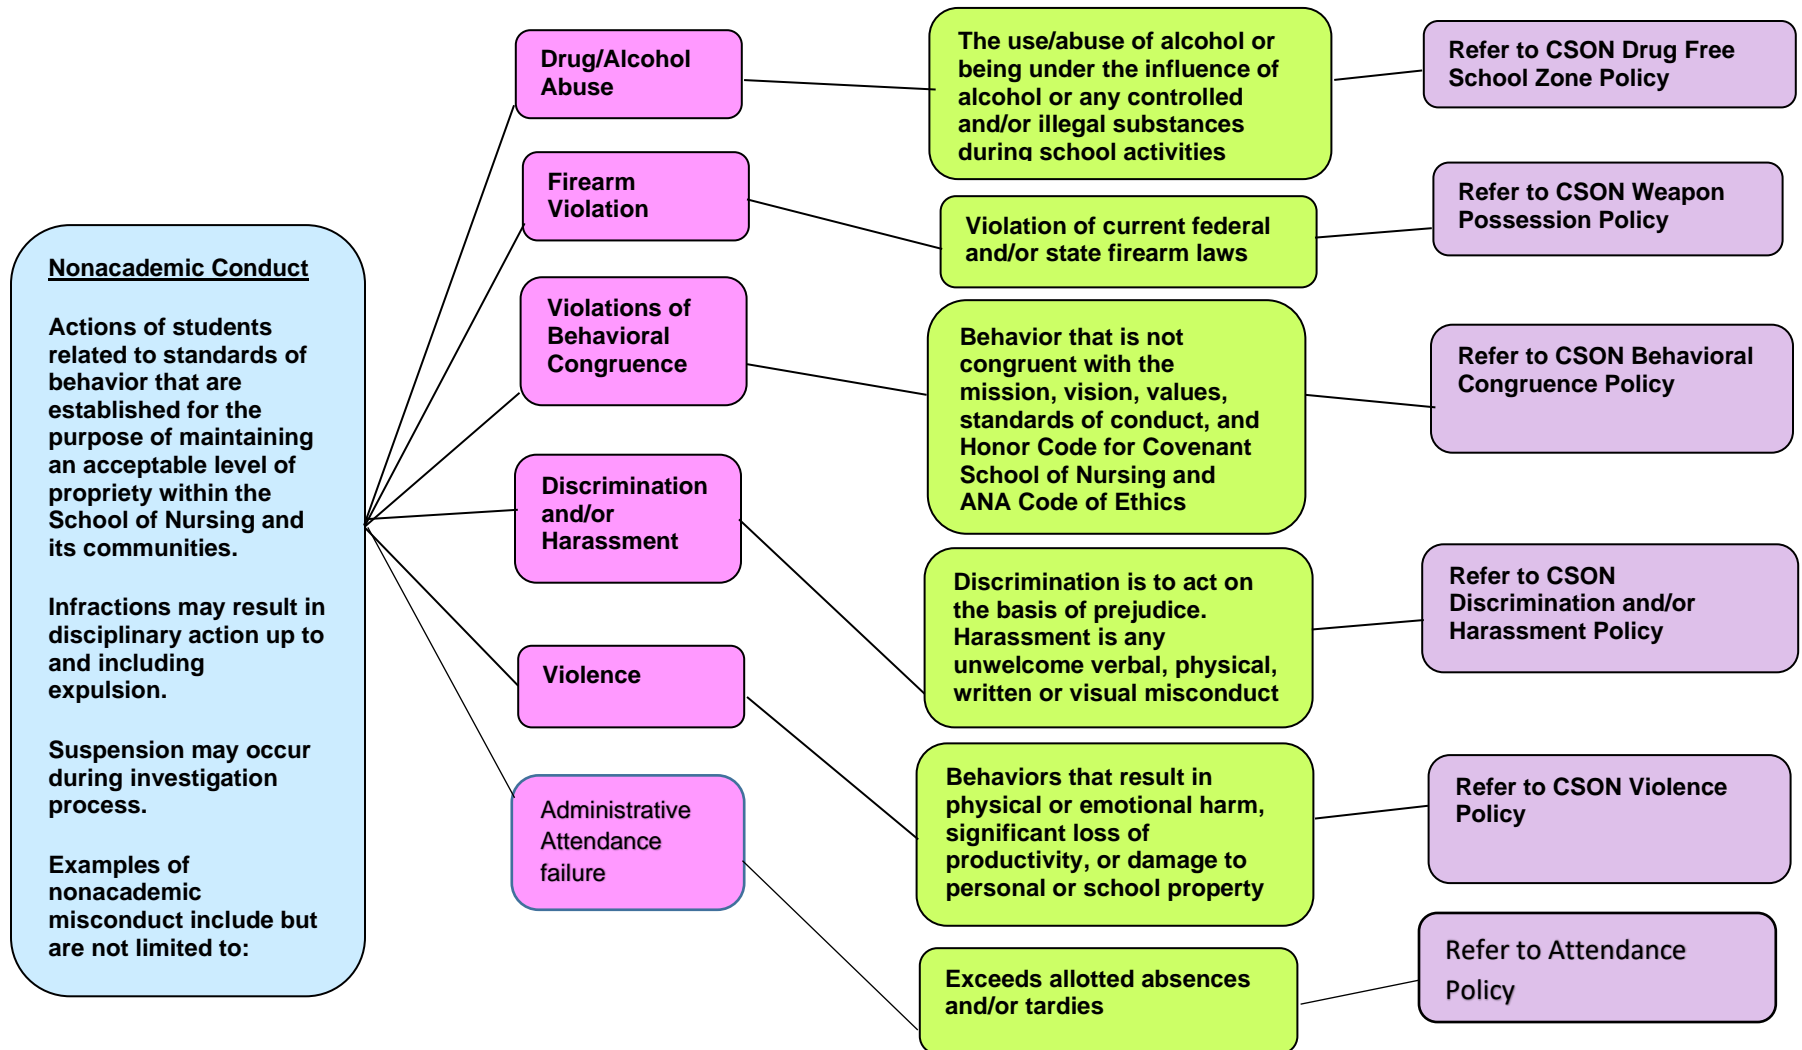 Nonacademic Conduct
Actions of students
related to standards of
behavior that are
established for the
purpose of maintaining
an acceptable level of
propriety within the
School of Nursing and
its communities.
Infractions may result in
disciplinary action up to
and including
expulsion.
Suspension may occur
during investigation
process.
Examples of
nonacademic
misconduct include but
are not limited to:
Drug/Alcohol
Abuse
The use/abuse of alcohol or
being under the influence of
alcohol or any controlled
and/or illegal substances
during school activities
Refer to CSON Drug Free
School Zone Policy
Firearm
Violation
Violation of current federal
and/or state firearm laws
Refer to CSON Weapon
Possession Policy
Violations of
Behavioral
Congruence
Behavior that is not
congruent with the
mission, vision, values,
standards of conduct, and
Honor Code for Covenant
School of Nursing and
ANA Code of Ethics
Refer to CSON Behavioral
Congruence Policy
Discrimination
and/or
Harassment
Discrimination is to act on
the basis of prejudice.
Harassment is any
unwelcome verbal, physical,
written or visual misconduct
Refer to CSON
Discrimination and/or
Harassment Policy
Violence
Behaviors that result in
physical or emotional harm,
significant loss of
productivity, or damage to
personal or school property
Refer to CSON Violence
Policy
Administrative
Attendance
failure
Exceeds allotted absences
and/or tardies
Refer to Attendance
Policy